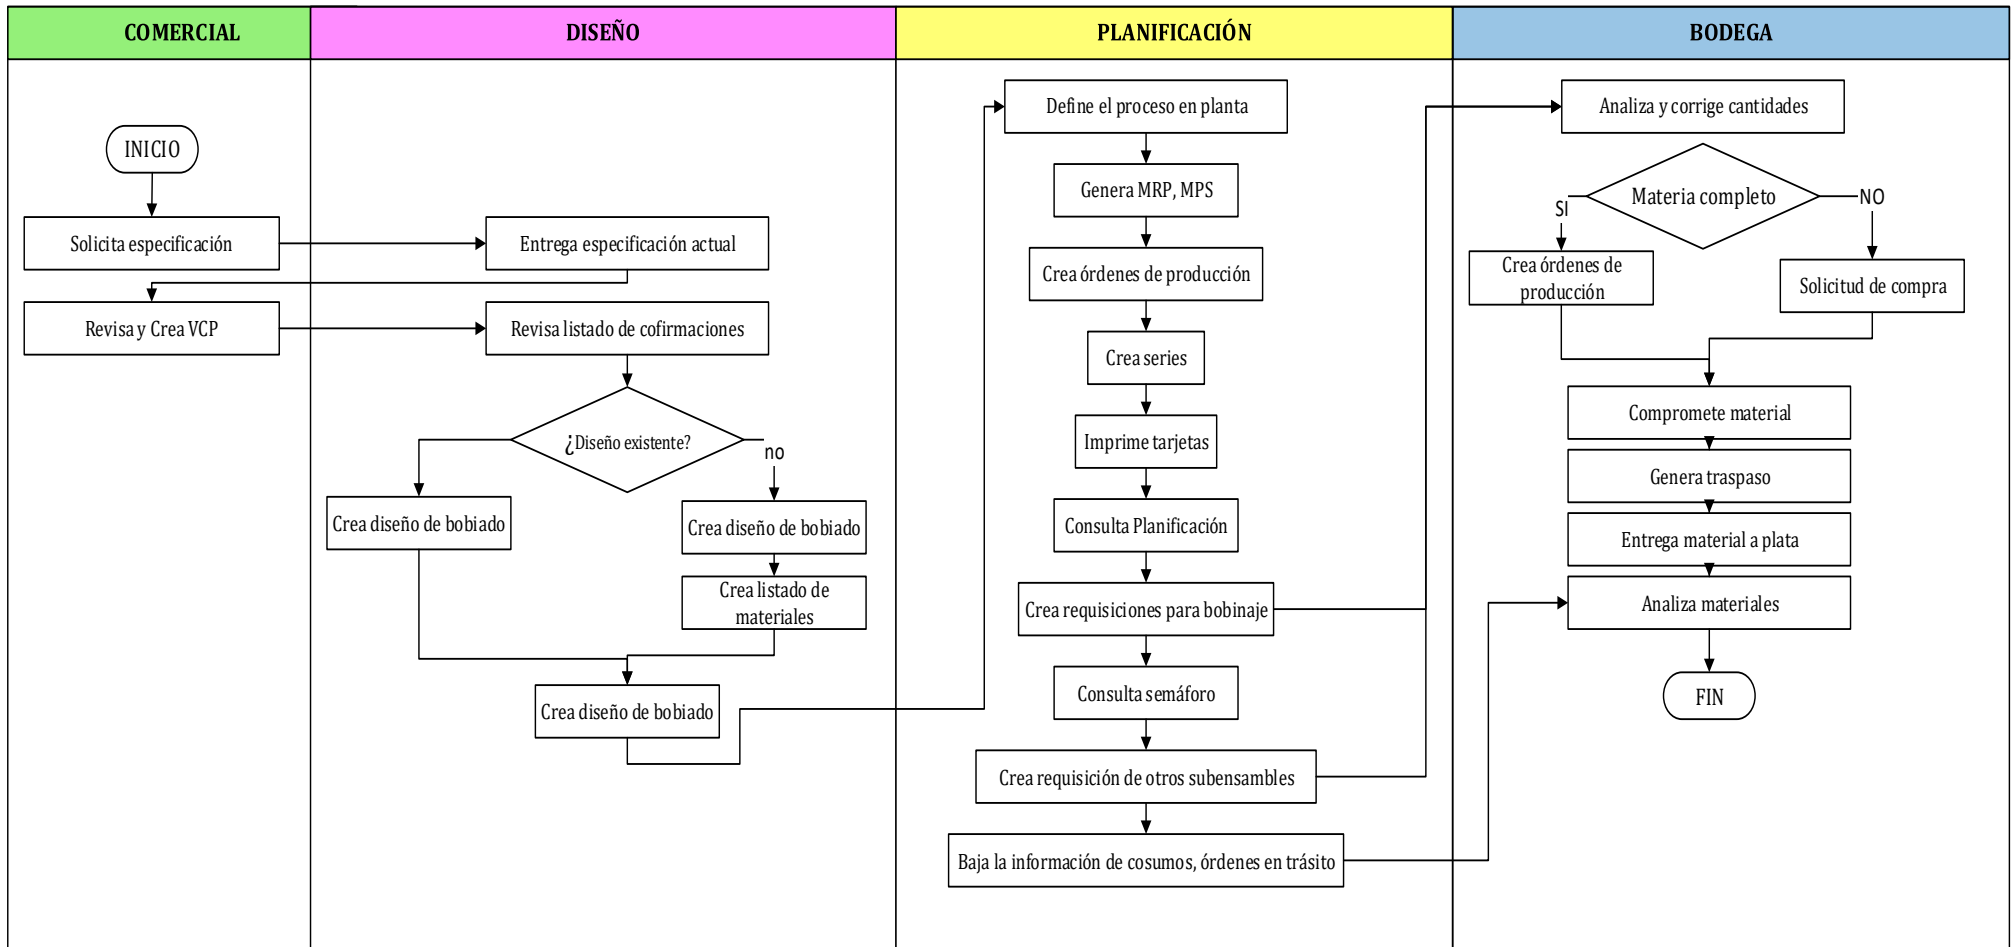 COMERCIAL
DISEÑO
PLANIFICACIÓN
BODEGA
INICIO
Solicita especificación
Revisa y Crea VCP
Entrega especificación actual
Revisa listado de cofirmaciones
¿Diseño existente?
no
Crea diseño de bobiado
Crea diseño de bobiado
Crea listado de
materiales
Crea diseño de bobiado
Define el proceso en planta
Genera MRP, MPS
Crea órdenes de producción
Crea series
Imprime tarjetas
Consulta Planificación
Crea requisiciones para bobinaje
Consulta semáforo
Crea requisición de otros subensambles
Baja la información de cosumos, órdenes en trásito
Analiza y corrige cantidades
Materia completo
SI
NO
Crea órdenes de
producción
Solicitud de compra
Compromete material
Genera traspaso
Entrega material a plata
Analiza materiales
FIN